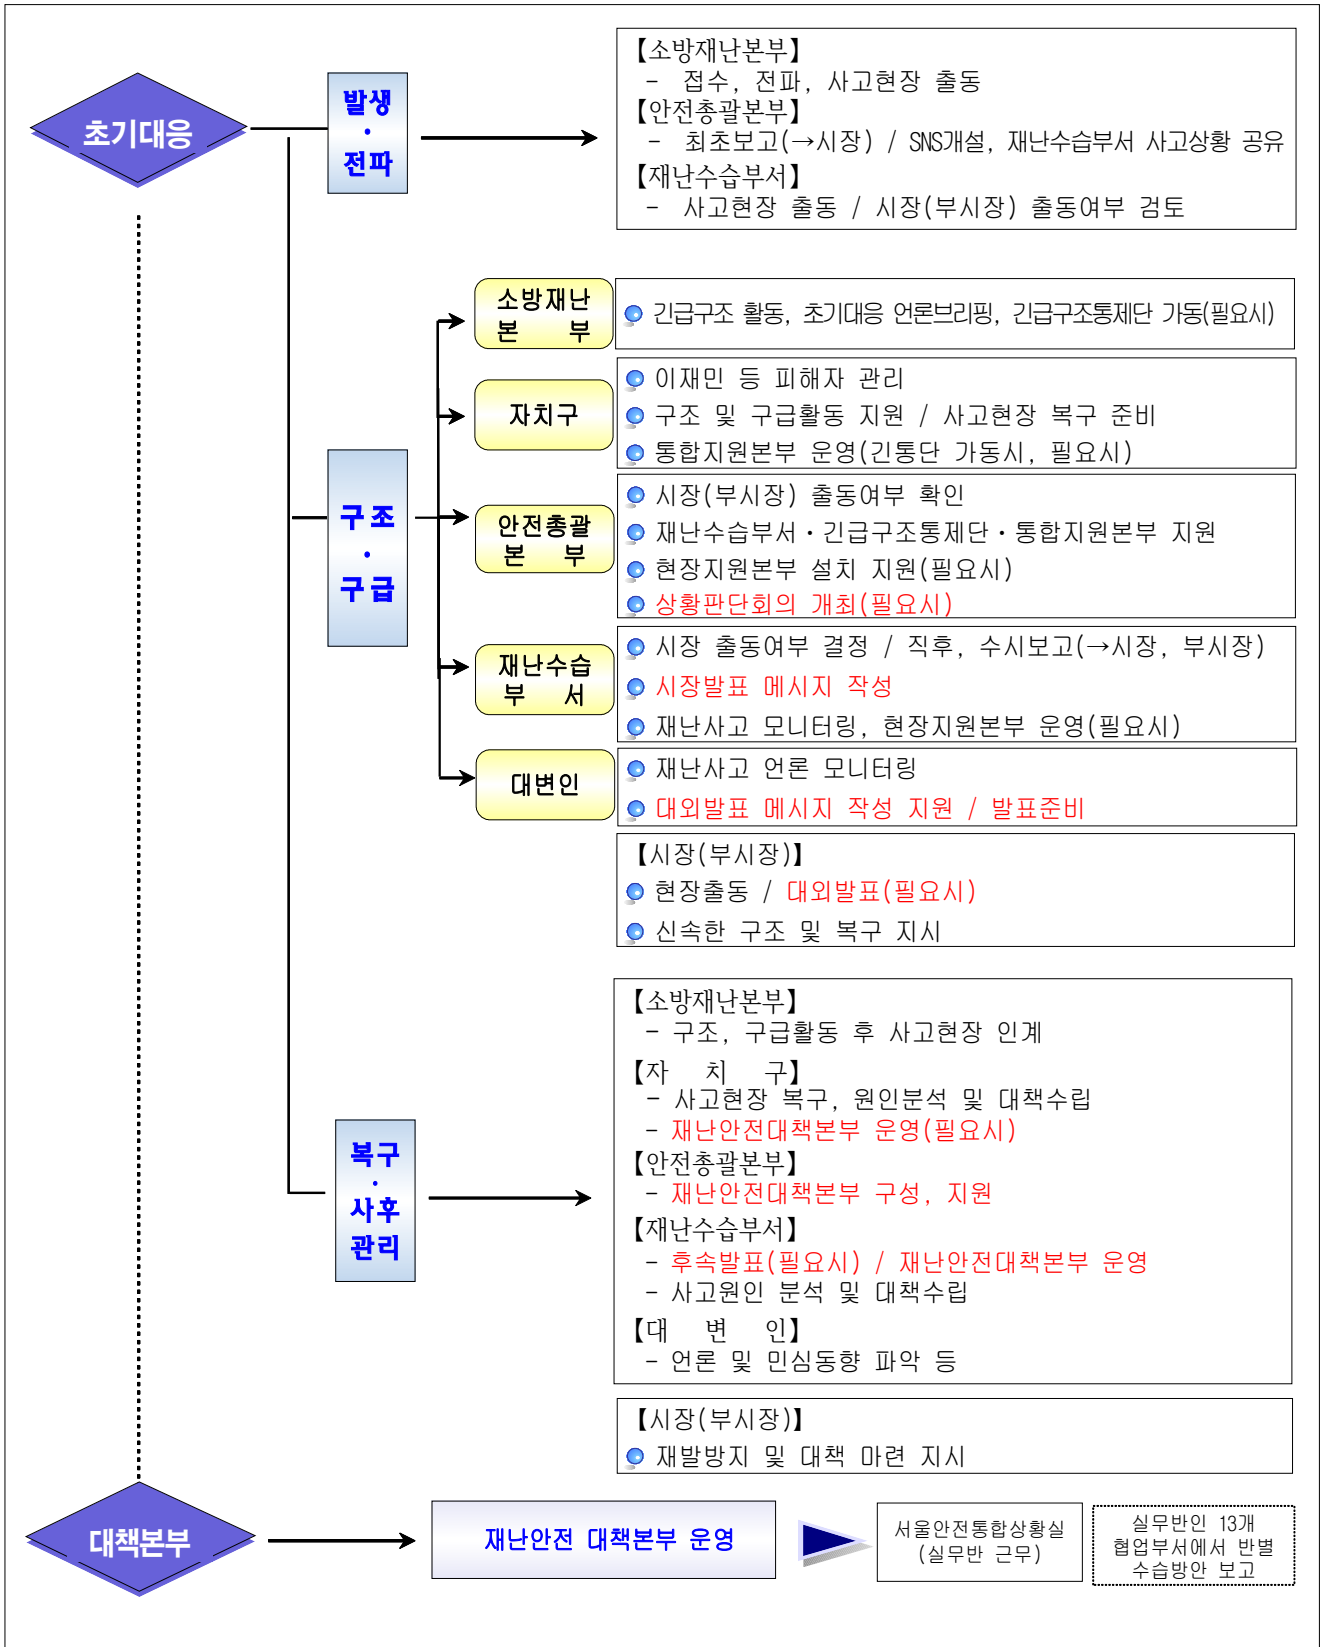 초기대응
발생
·
전파
【소방재난본부】
- 접수, 전파, 사고현장 출동
【안전총괄본부】
- 최초보고(→시장) / SNS개설, 재난수습부서 사고상황 공유
【재난수습부서】
- 사고현장 출동 / 시장(부시장) 출동여부 검토
구조
·
구급
소방재난
본 부
긴급구조 활동, 초기대응 언론브리핑, 긴급구조통제단 가동(필요시)
자치구
이재민 등 피해자 관리
구조 및 구급활동 지원 / 사고현장 복구 준비
통합지원본부 운영(긴통단 가동시, 필요시)
안전총괄
본 부
시장(부시장) 출동여부 확인
재난수습부서·긴급구조통제단·통합지원본부 지원
현장지원본부 설치 지원(필요시)
상황판단회의 개최(필요시)
재난수습
부 서
시장 출동여부 결정 / 직후, 수시보고(→시장, 부시장)
시장발표 메시지 작성
재난사고 모니터링, 현장지원본부 운영(필요시)
대변인
재난사고 언론 모니터링
대외발표 메시지 작성 지원 / 발표준비
【시장(부시장)】
현장출동 / 대외발표(필요시)
신속한 구조 및 복구 지시
복구
·
사후
관리
【소방재난본부】
- 구조, 구급활동 후 사고현장 인계
【자 치 구】
- 사고현장 복구, 원인분석 및 대책수립
- 재난안전대책본부 운영(필요시)
【안전총괄본부】
- 재난안전대책본부 구성, 지원
【재난수습부서】
- 후속발표(필요시) / 재난안전대책본부 운영
- 사고원인 분석 및 대책수립
【대 변 인】
- 언론 및 민심동향 파악 등
【시장(부시장)】
재발방지 및 대책 마련 지시
대책본부
재난안전 대책본부 운영
서울안전통합상황실
(실무반 근무)
실무반인 13개
협업부서에서 반별
수습방안 보고